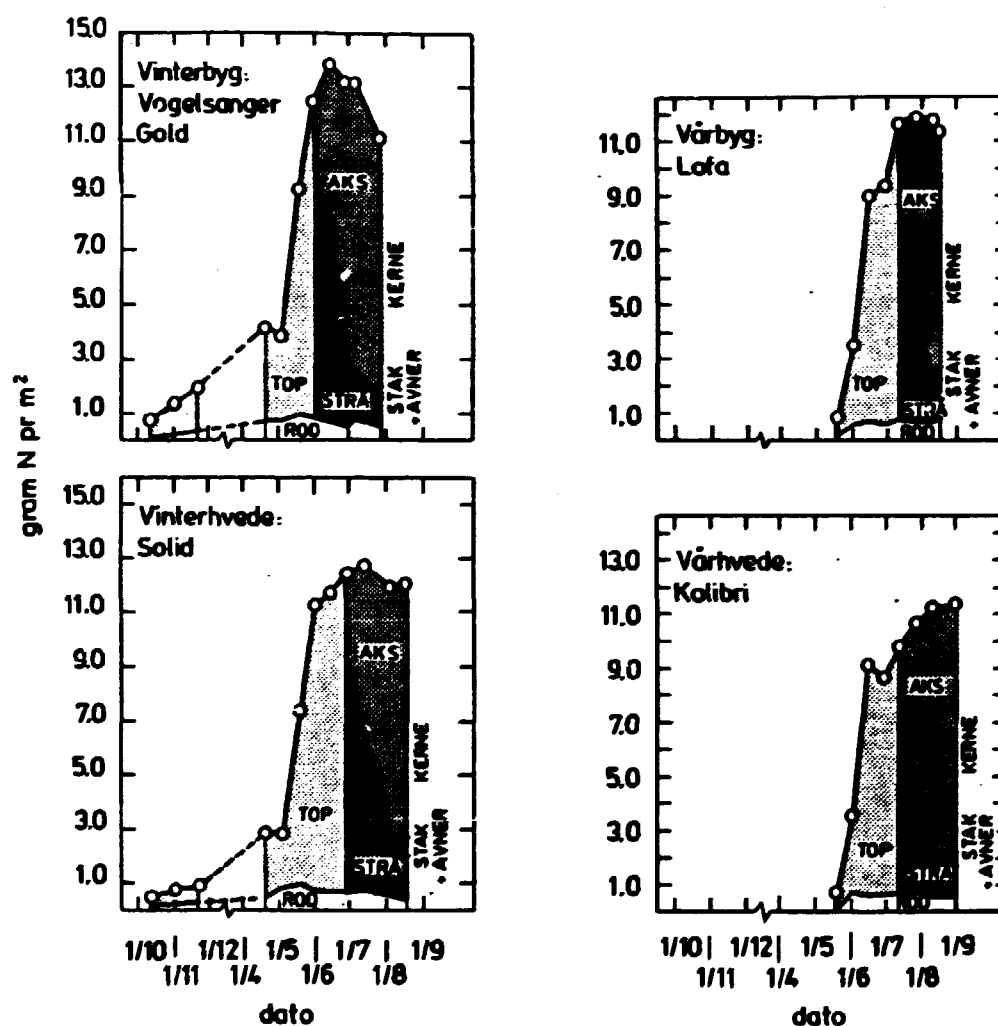 gram N pr m²
15.0
13.0
11.0
9.0
7.0
5.0
3.0
1.0
Vinterbyg:
Vogelsanger
Gold
AKS
TOP
STRÅ
ROD
KERNE
STAK
+ AVNER
11.0
9.0
7.0
5.0
3.0
1.0
Vårbyg:
Lofa
AKS
TOP
STRÅ
ROD
KERNE
STAK
+ AVNER
15.0
13.0
11.0
9.0
7.0
5.0
3.0
1.0
Vinterhvede:
Solid
AKS
TOP
STRÅ
ROD
KERNE
STAK
+ AVNER
1/10 1/12 1/5 1/7 1/9
1/11 1/4 1/6 1/8
dato
13.0
11.0
9.0
7.0
5.0
3.0
1.0
Vårhvede:
Kolibri
AKS
TOP
STRÅ
ROD
KERNE
STAK
+ AVNER
1/10 1/12 1/5 1/7 1/9
1/11 1/4 1/6 1/8
dato